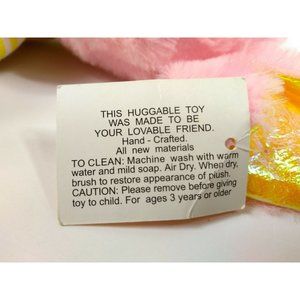 THIS HUGGABLE TOY
WAS MADE TO BE
YOUR LOVABLE FRIEND.
Hand - Crafted.
All new materials
TO CLEAN: Machine wash with warm
water and mild soap. Air Dry. When dry,
brush to restore appearance of plush.
CAUTION: Please remove before giving
toy to child. For ages 3 years or older